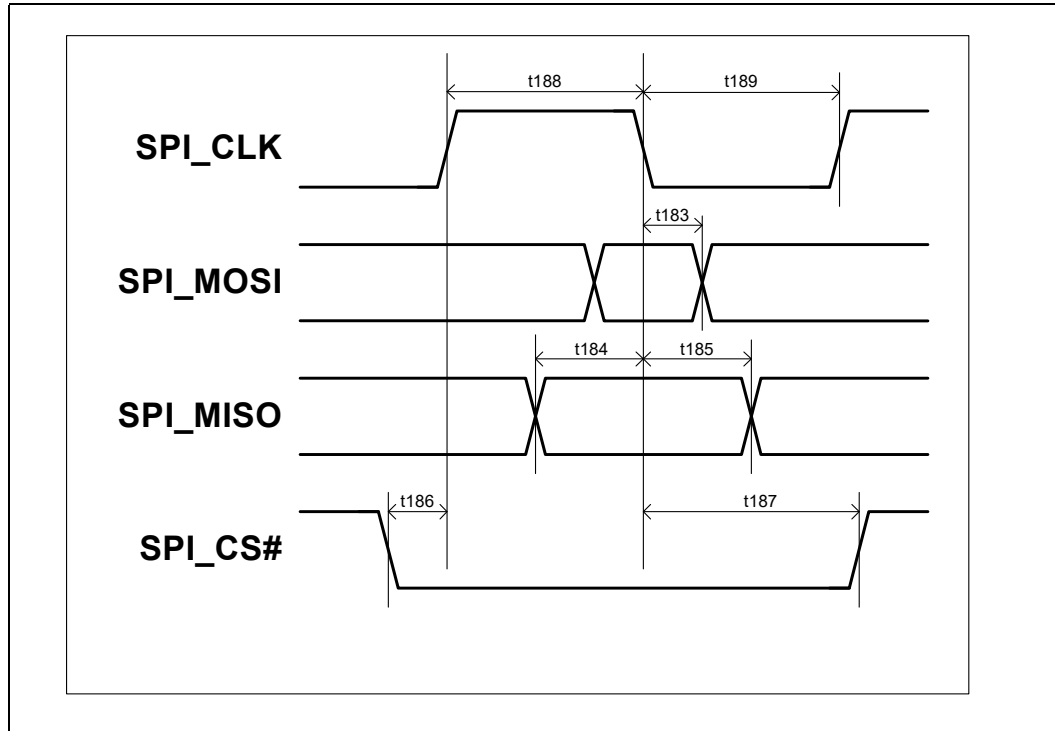 t188
t189
SPI_CLK
t183
SPI_MOSI
t184
t185
SPI_MISO
t186
t187
SPI_CS#